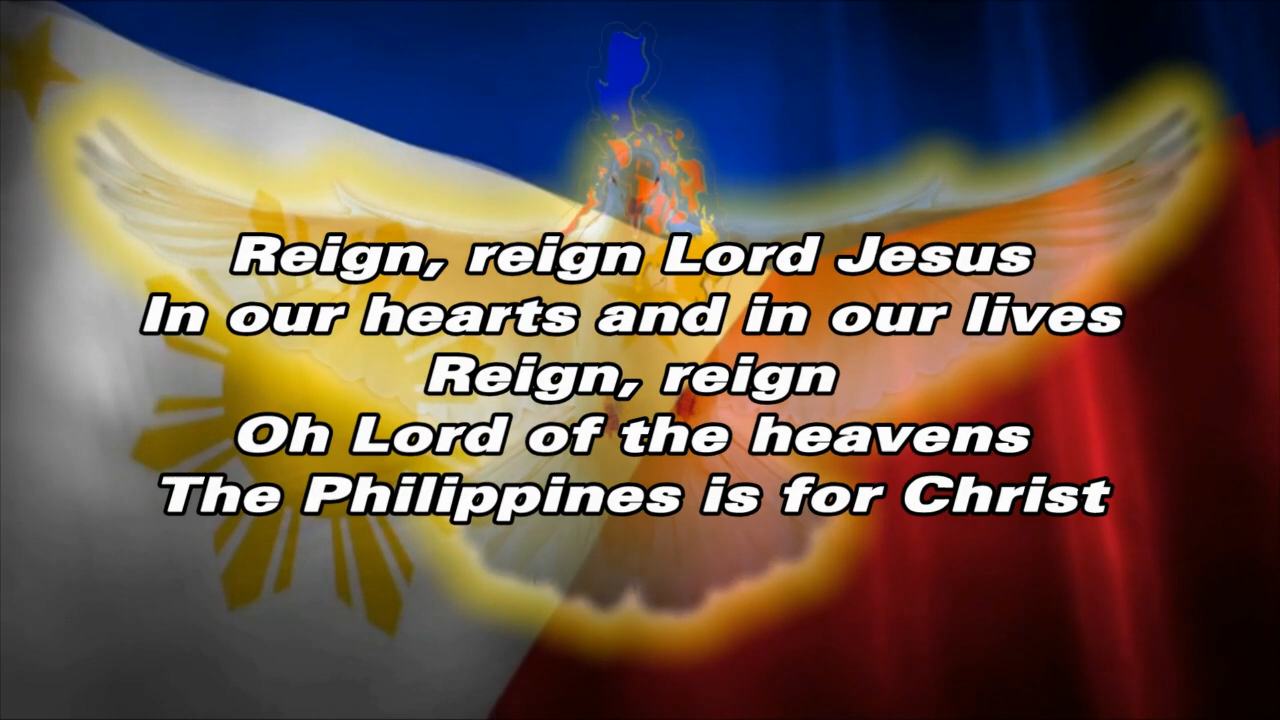 Reign, reign Lord Jesus
In our hearts and in our lives
Reign, reign
Oh Lord of the heavens
The Philippines is for Christ